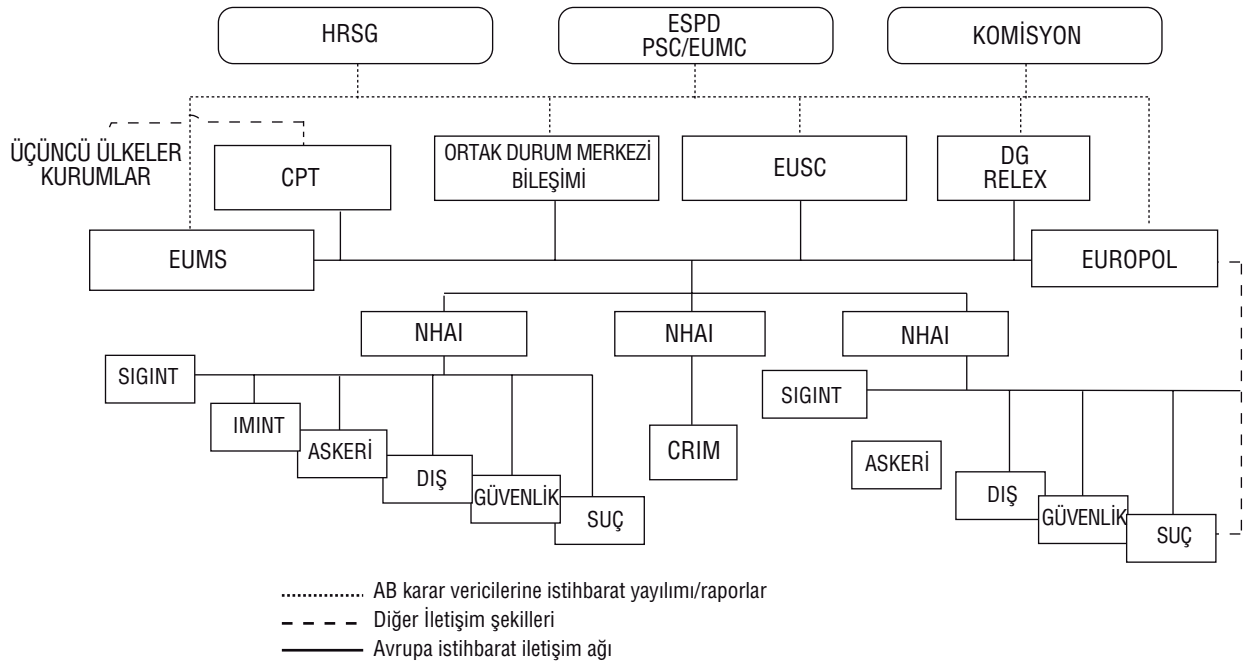 HRSG
ESPD
PSC/EUMC
KOMİSYON
ÜÇÜNCÜ ÜLKELER
KURUMLAR
CPT
ORTAK DURUM MERKEZİ
BİLEŞİMİ
EUSC
DG
RELEX
EUMS
EUROPOL
NHAI
NHAI
NHAI
SIGINT
IMINT
ASKERİ
DIŞ
GÜVENLİK
SUÇ
CRIM
SIGINT
ASKERİ
DIŞ
GÜVENLİK
SUÇ
AB karar vericilerine istihbarat yayılımı/raporlar
Diğer İletişim şekilleri
Avrupa istihbarat iletişim ağı